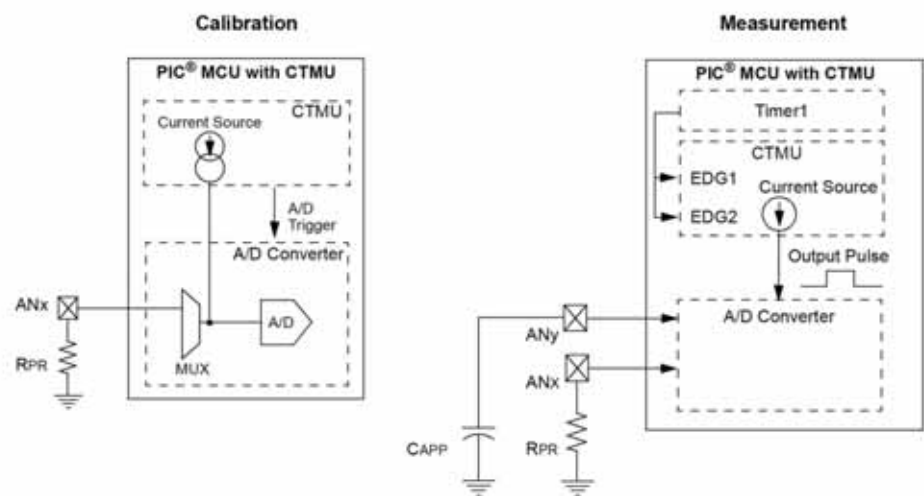 Calibration
PIC® MCU with CTMU
CTMU
Current Source
A/D
Trigger
A/D Converter
ANx
A/D
RPR
MUX
Measurement
PIC® MCU with CTMU
Timer1
CTMU
EDG1
Current Source
EDG2
Output Pulse
A/D Converter
ANy
ANx
CAPP
RPR